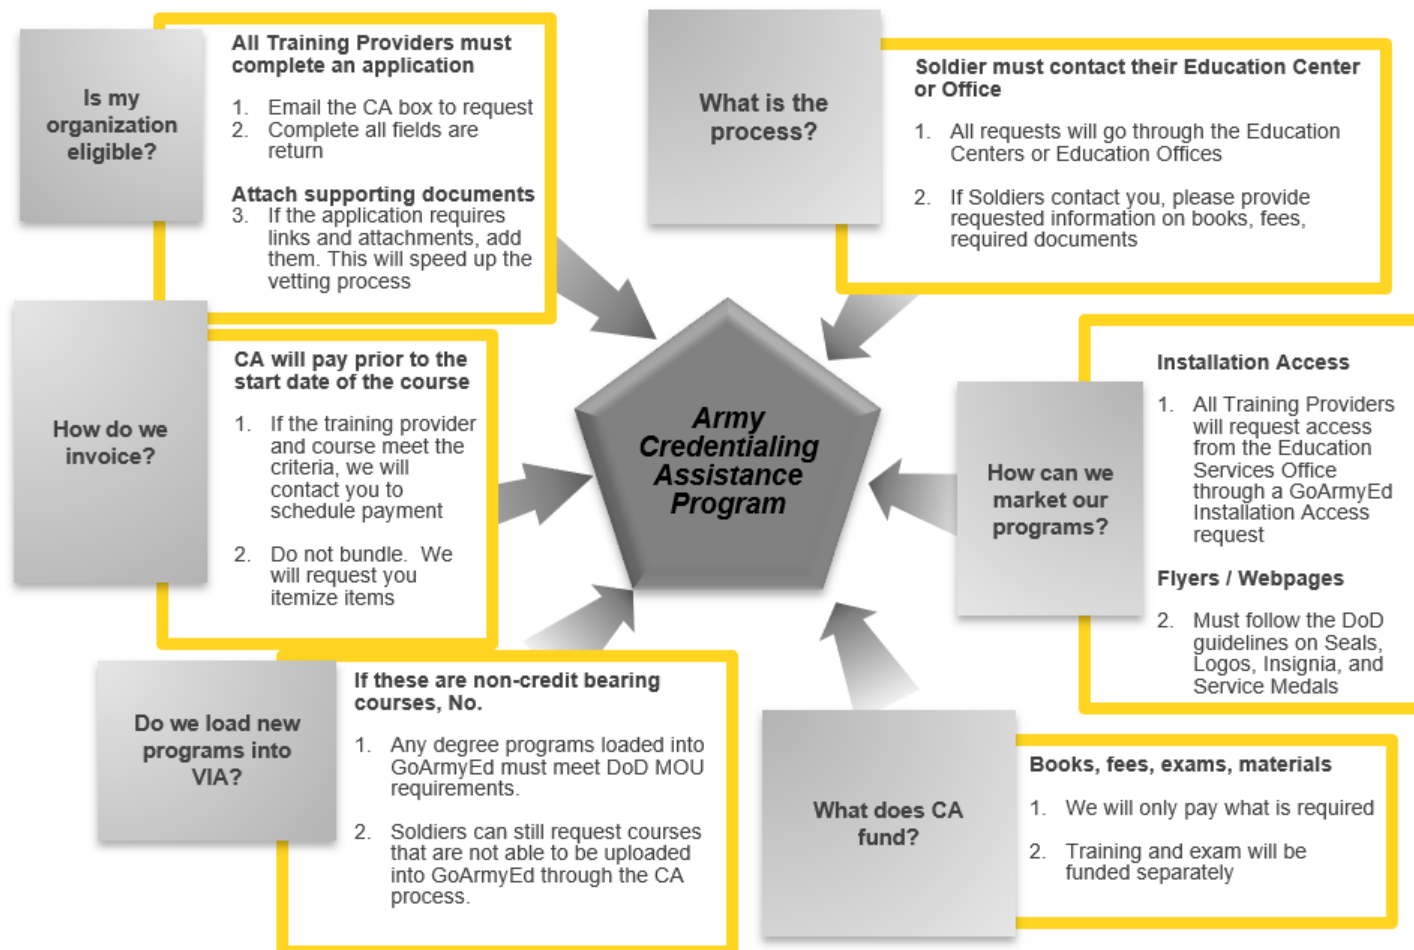 Is my
organization
eligible?
All Training Providers must
complete an application
1. Email the CA box to request
2. Complete all fields are
return
Attach supporting documents
3. If the application requires
links and attachments, add
them. This will speed up the
vetting process
What is the
process?
Soldier must contact their Education Center
or Office
1. All requests will go through the Education
Centers or Education Offices
2. If Soldiers contact you, please provide
requested information on books, fees,
required documents
How do we
invoice?
CA will pay prior to the
start date of the course
1. If the training provider
and course meet the
criteria, we will
contact you to
schedule payment
2. Do not bundle. We
will request you
itemize items
Army
Credentialing
Assistance
Program
How can we
market our
programs?
Installation Access
1. All Training Providers
will request access
from the Education
Services Office
through a GoArmyEd
Installation Access
request
Flyers / Webpages
2. Must follow the DoD
guidelines on Seals,
Logos, Insignia, and
Service Medals
Do we load new
programs into
VIA?
If these are non-credit bearing
courses, No.
1. Any degree programs loaded into
GoArmyEd must meet DoD MOU
requirements.
2. Soldiers can still request courses
that are not able to be uploaded
into GoArmyEd through the CA
process.
What does CA
fund?
Books, fees, exams, materials
1. We will only pay what is required
2. Training and exam will be
funded separately